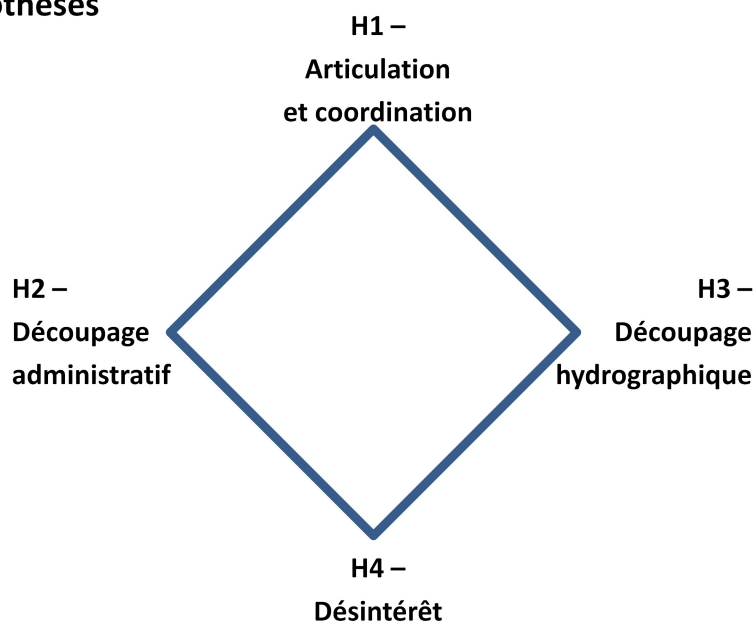 H1 –
Articulation
et coordination
H2 –
Découpage
administratif
H3 –
Découpage
hydrographique
H4 –
Désintérêt